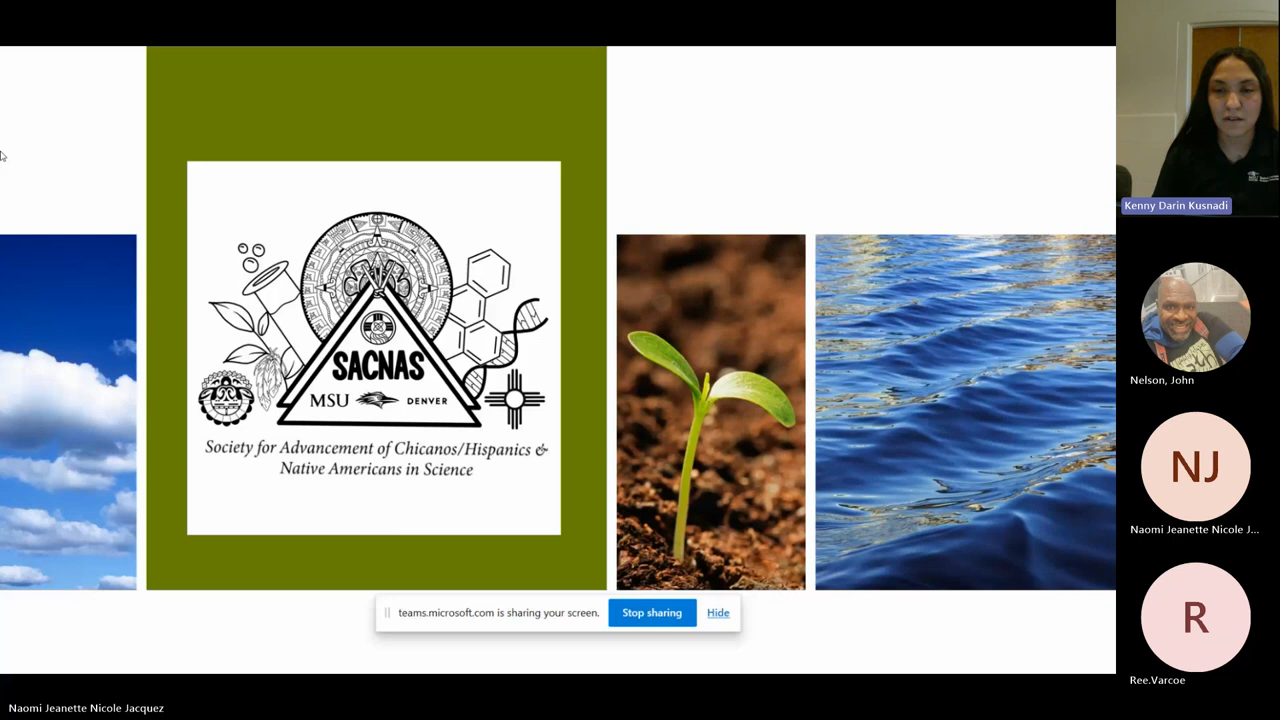 SACNAS
MSU DENVER
Society for Advancement of Chicanos/Hispanics &
Native Americans in Science
teams.microsoft.com is sharing your screen. Stop sharing Hide
Kenny Darin Kusnadi
Nelson, John
NJ
Naomi Jeanette Nicole J...
R
Ree.Varcoe
Naomi Jeanette Nicole Jacquez